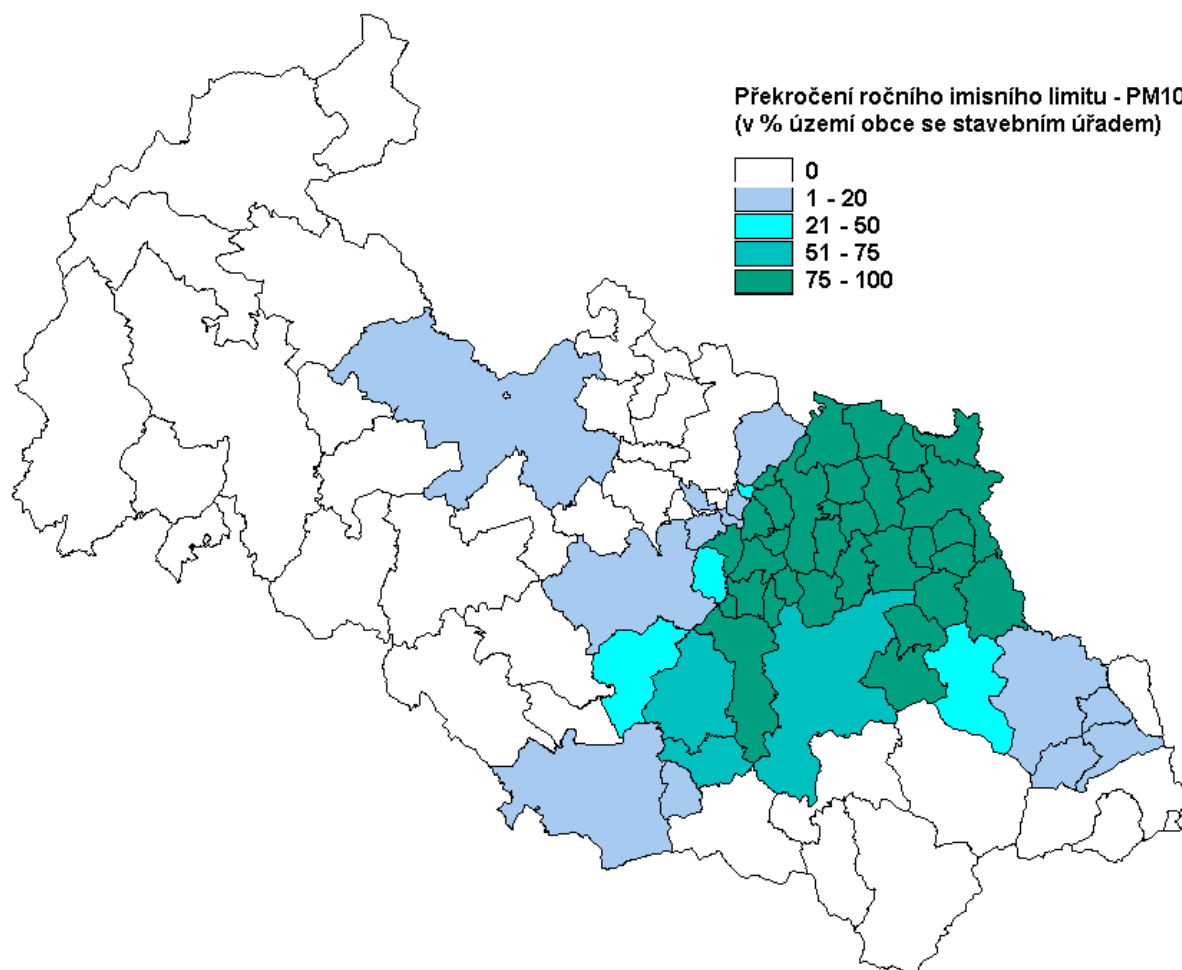 Překročení ročního imisního limitu - PM10
(v % území obce se stavebním úřadem)
0
1 - 20
21 - 50
51 - 75
75 - 100